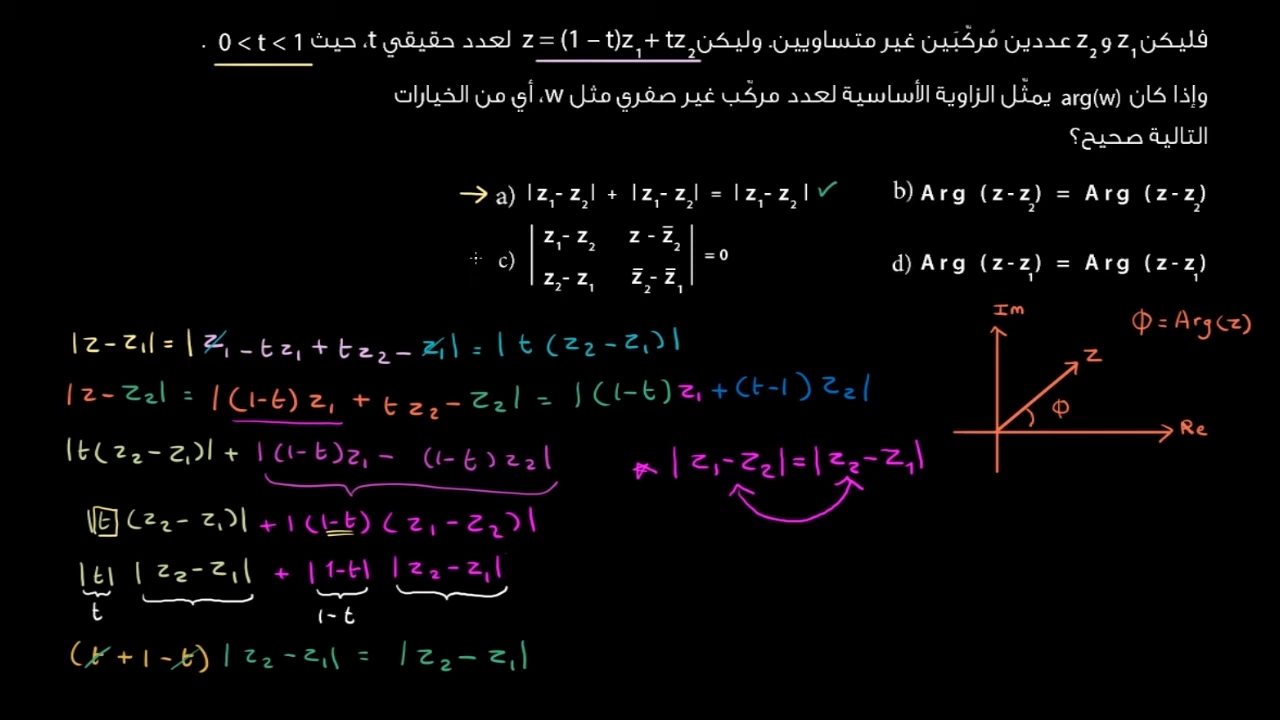 فليكن z₁ و z₂ عددين مُركّبَين غير متساويين. وليكن z = (1 − t)z₁ + tz₂ لعدد حقيقي t، حيث 0 < t < 1 .
وإذا كان arg(w) يمثّل الزاوية الأساسية لعدد مركّب غير صفري مثل w، أي من الخيارات
التالية صحيح؟
→ a) |z₁- z₂| + |z₁- z₂| = |z₁- z₂| ✓
b) Arg (z-z₂) = Arg (z-z₂)
c) | z₁- z₂ z - z̄₂ |
| z₂- z₁ z̄₂- z̄₁ | = 0
d) Arg (z-z₁) = Arg (z-z₁)
Im
ϕ = Arg(z)
z
ϕ
Re
|z - z₁| = |z₁ - tz₁ + tz₂ - z₁| = |t(z₂ - z₁)|
|z - z₂| = |(1-t)z₁ + tz₂ - z₂| = |(1-t)z₁ + (t-1)z₂|
|t(z₂ - z₁)| + |(1-t)z₁ - (1-t)z₂|
* |z₁ - z₂| = |z₂ - z₁|
|t(z₂ - z₁)| + |(1-t)(z₁ - z₂)|
|t| |z₂ - z₁| + |1-t| |z₂ - z₁|
t 1-t
(t + 1 - t) |z₂ - z₁| = |z₂ - z₁|